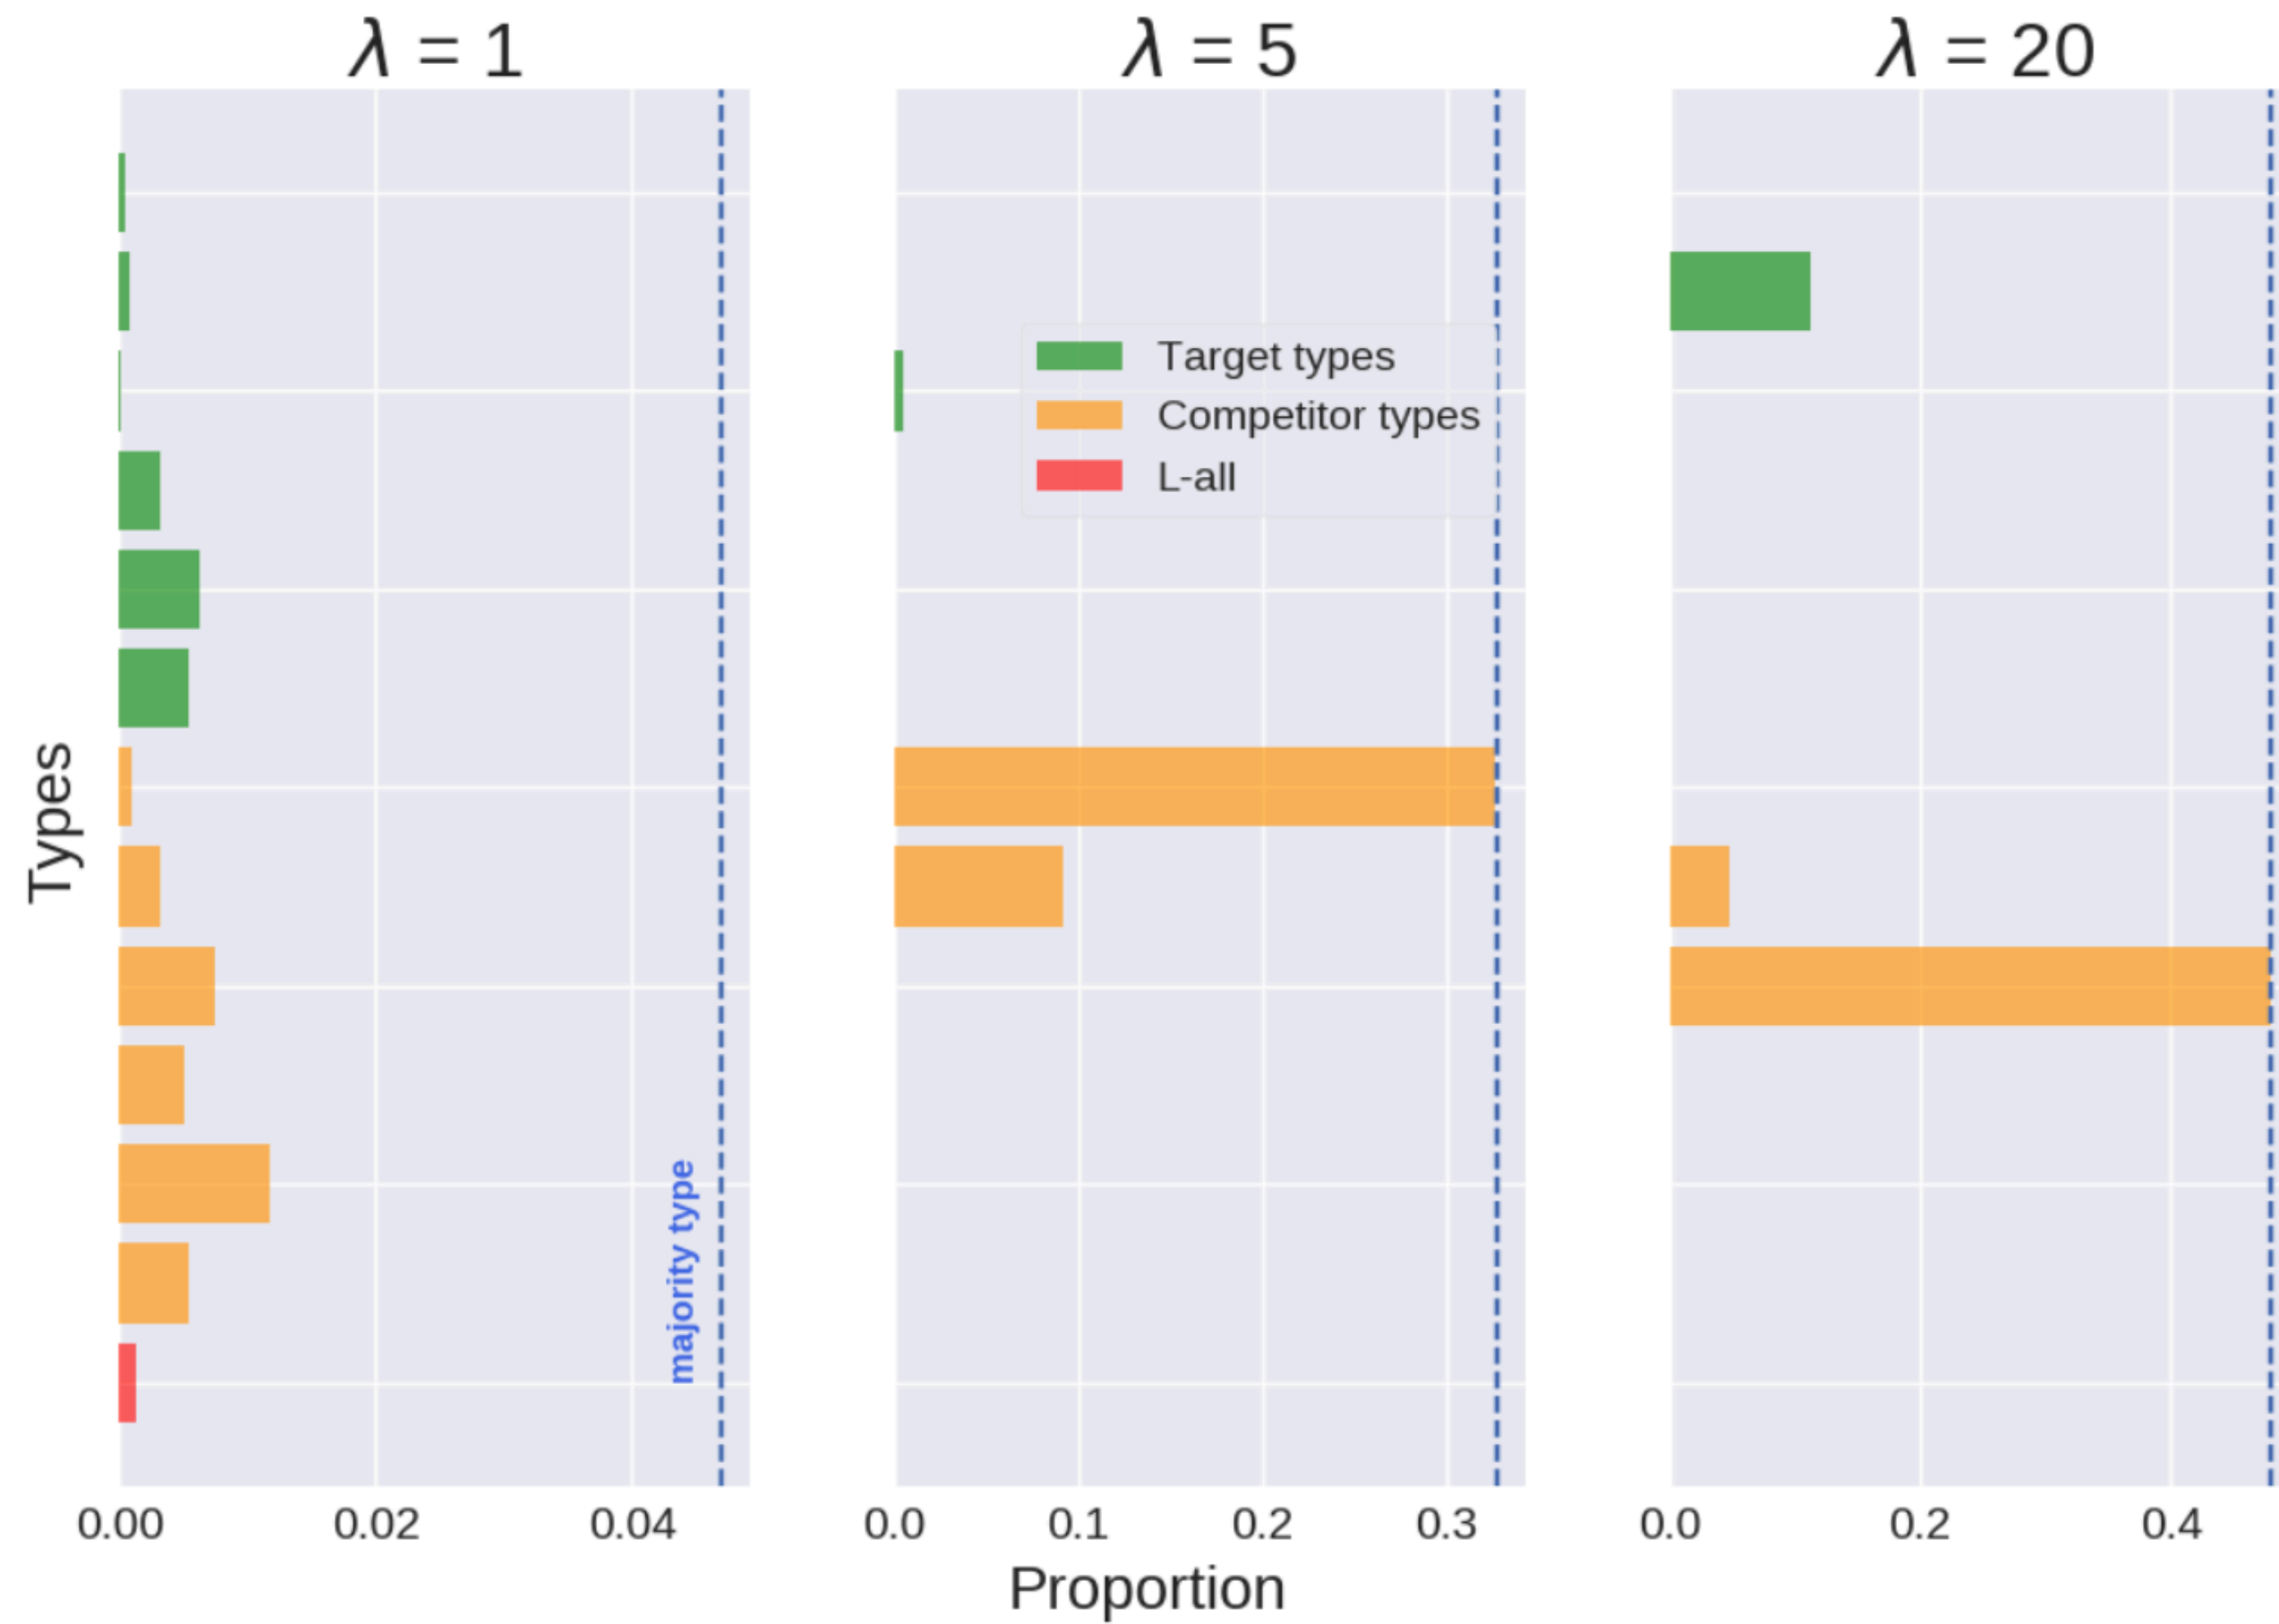 λ = 1
λ = 5
λ = 20
Target types
Competitor types
L-all
Types
majority type
0.00 0.02 0.04
0.0 0.1 0.2 0.3
0.0 0.2 0.4
Proportion